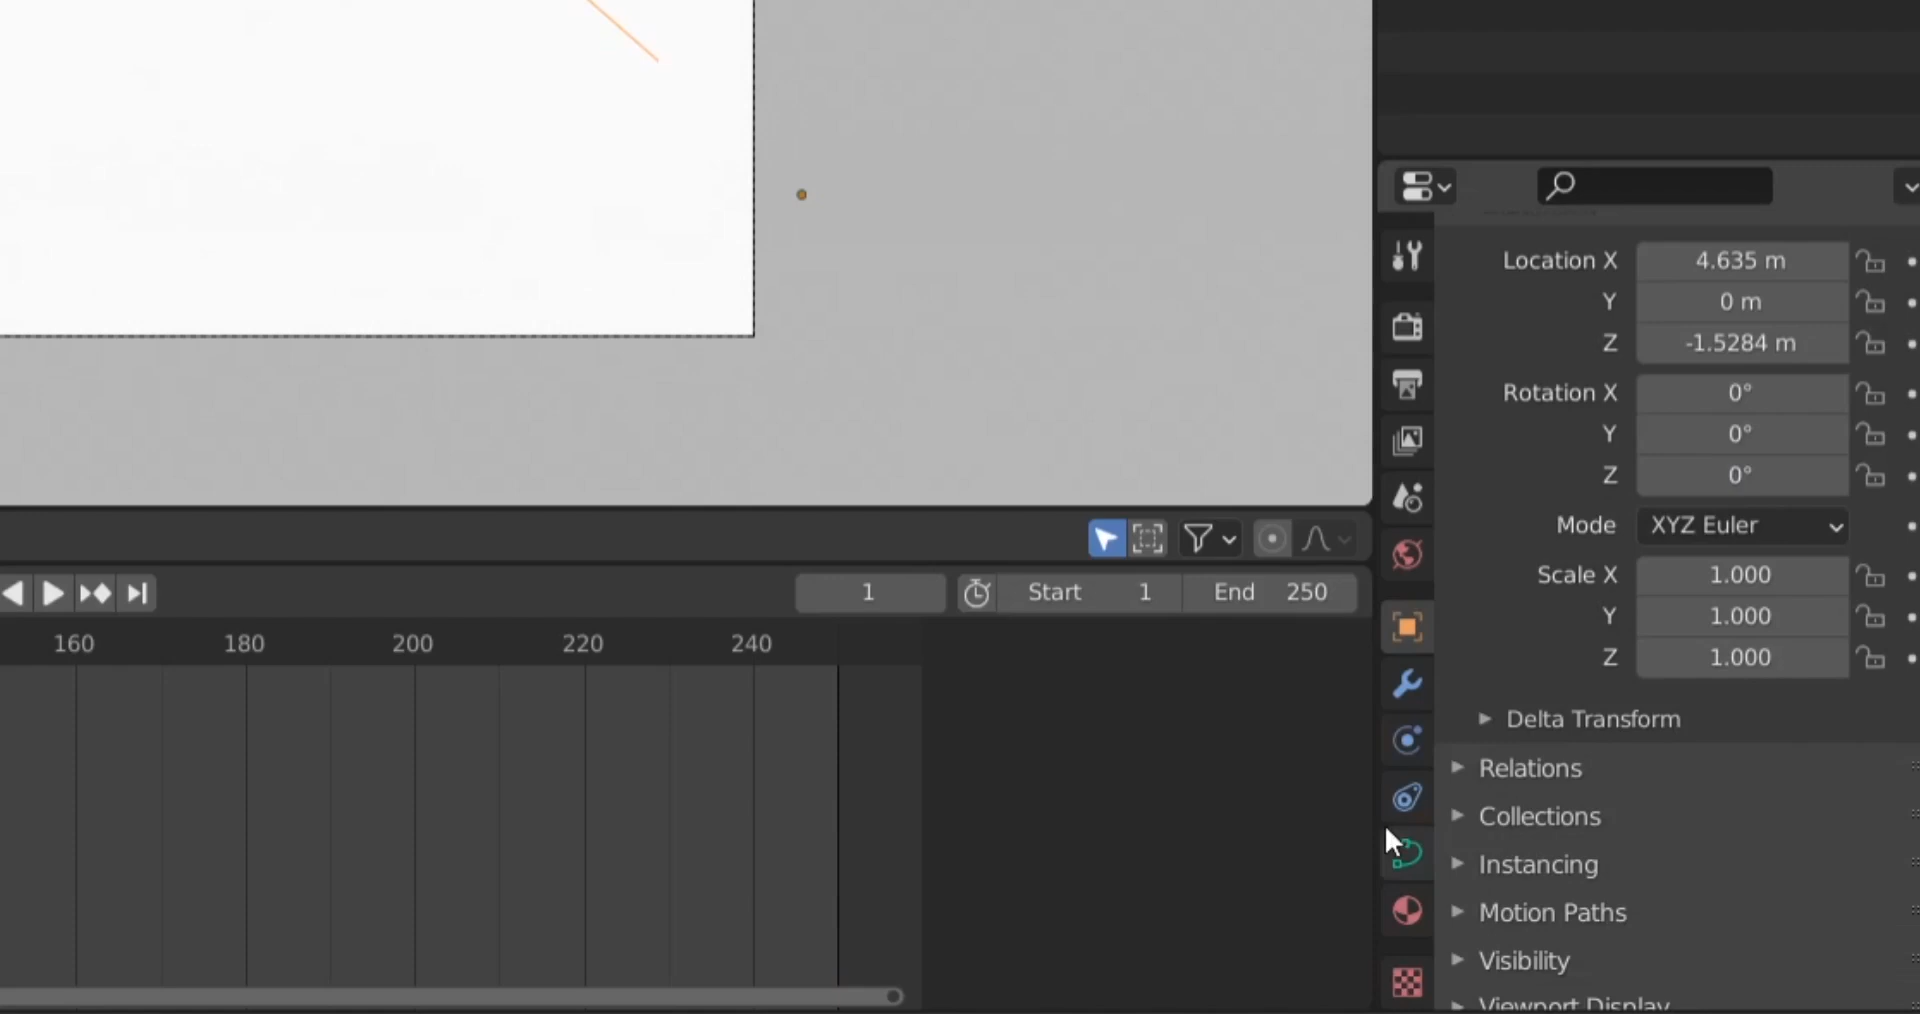 Location X 4.635 m
Y 0 m
Z -1.5284 m
Rotation X 0°
Y 0°
Z 0°
Mode XYZ Euler
Scale X 1.000
Y 1.000
Z 1.000
Delta Transform
Relations
Collections
Instancing
Motion Paths
Visibility
Viewport Display
1 Start 1 End 250
160 180 200 220 240